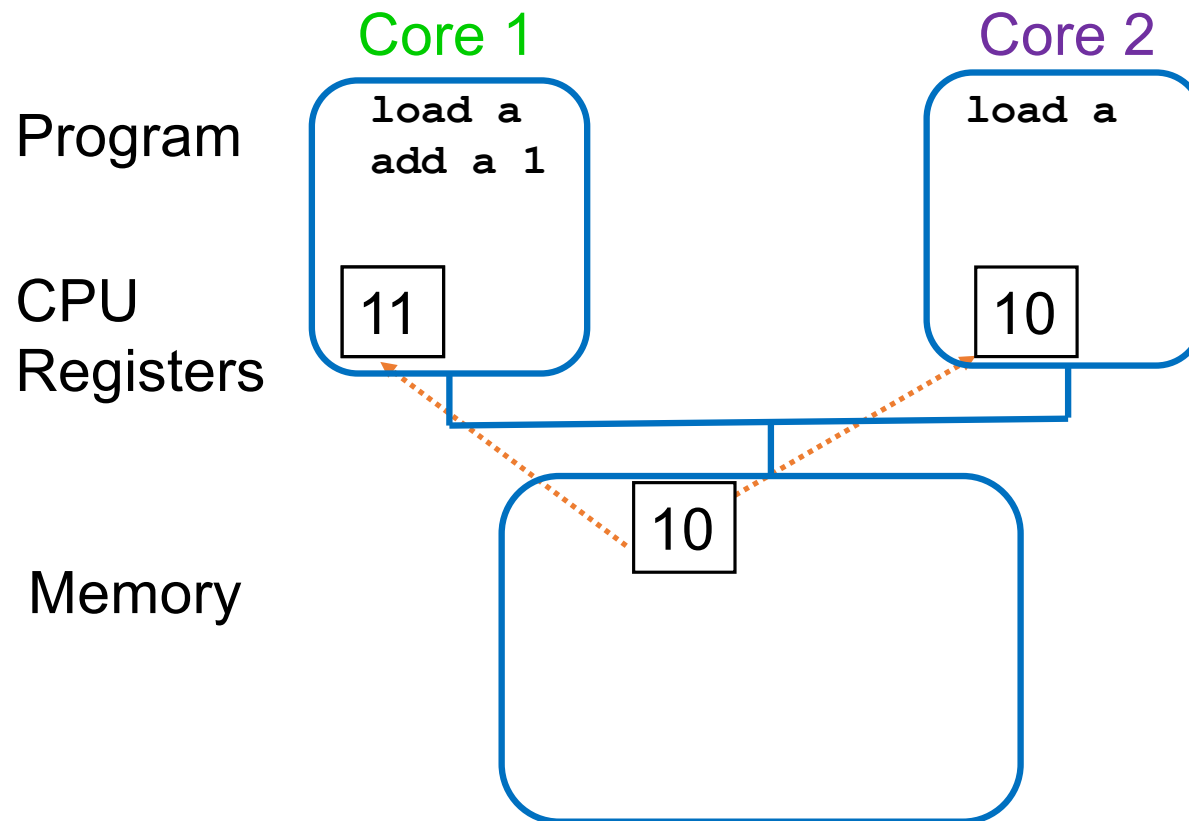 Core 1
Core 2
Program
load a
add a 1
load a
CPU
Registers
11
10
10
Memory